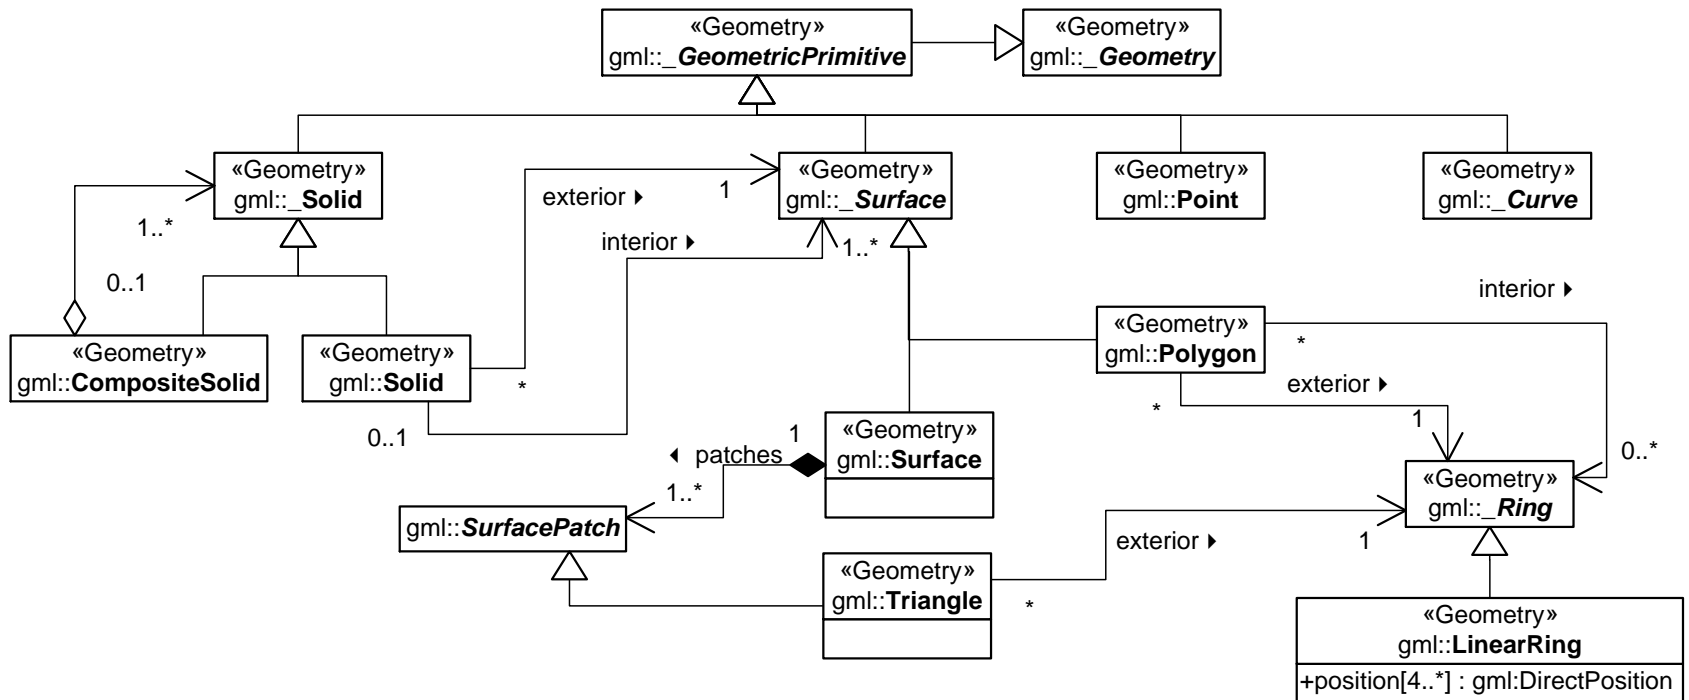 «Geometry»
gml::_GeometricPrimitive
«Geometry»
gml::_Geometry
«Geometry»
gml::_Solid
«Geometry»
gml::_Surface
«Geometry»
gml::Point
«Geometry»
gml::_Curve
exterior
1
1..*
interior
1..*
0..1
interior
«Geometry»
gml::CompositeSolid
«Geometry»
gml::Solid
*
0..1
«Geometry»
gml::Polygon
*
exterior
*
1
0..*
patches
1
«Geometry»
gml::Surface
1..*
gml::SurfacePatch
«Geometry»
gml::_Ring
exterior
1
«Geometry»
gml::Triangle
*
«Geometry»
gml::LinearRing
+position[4..*] : gml:DirectPosition